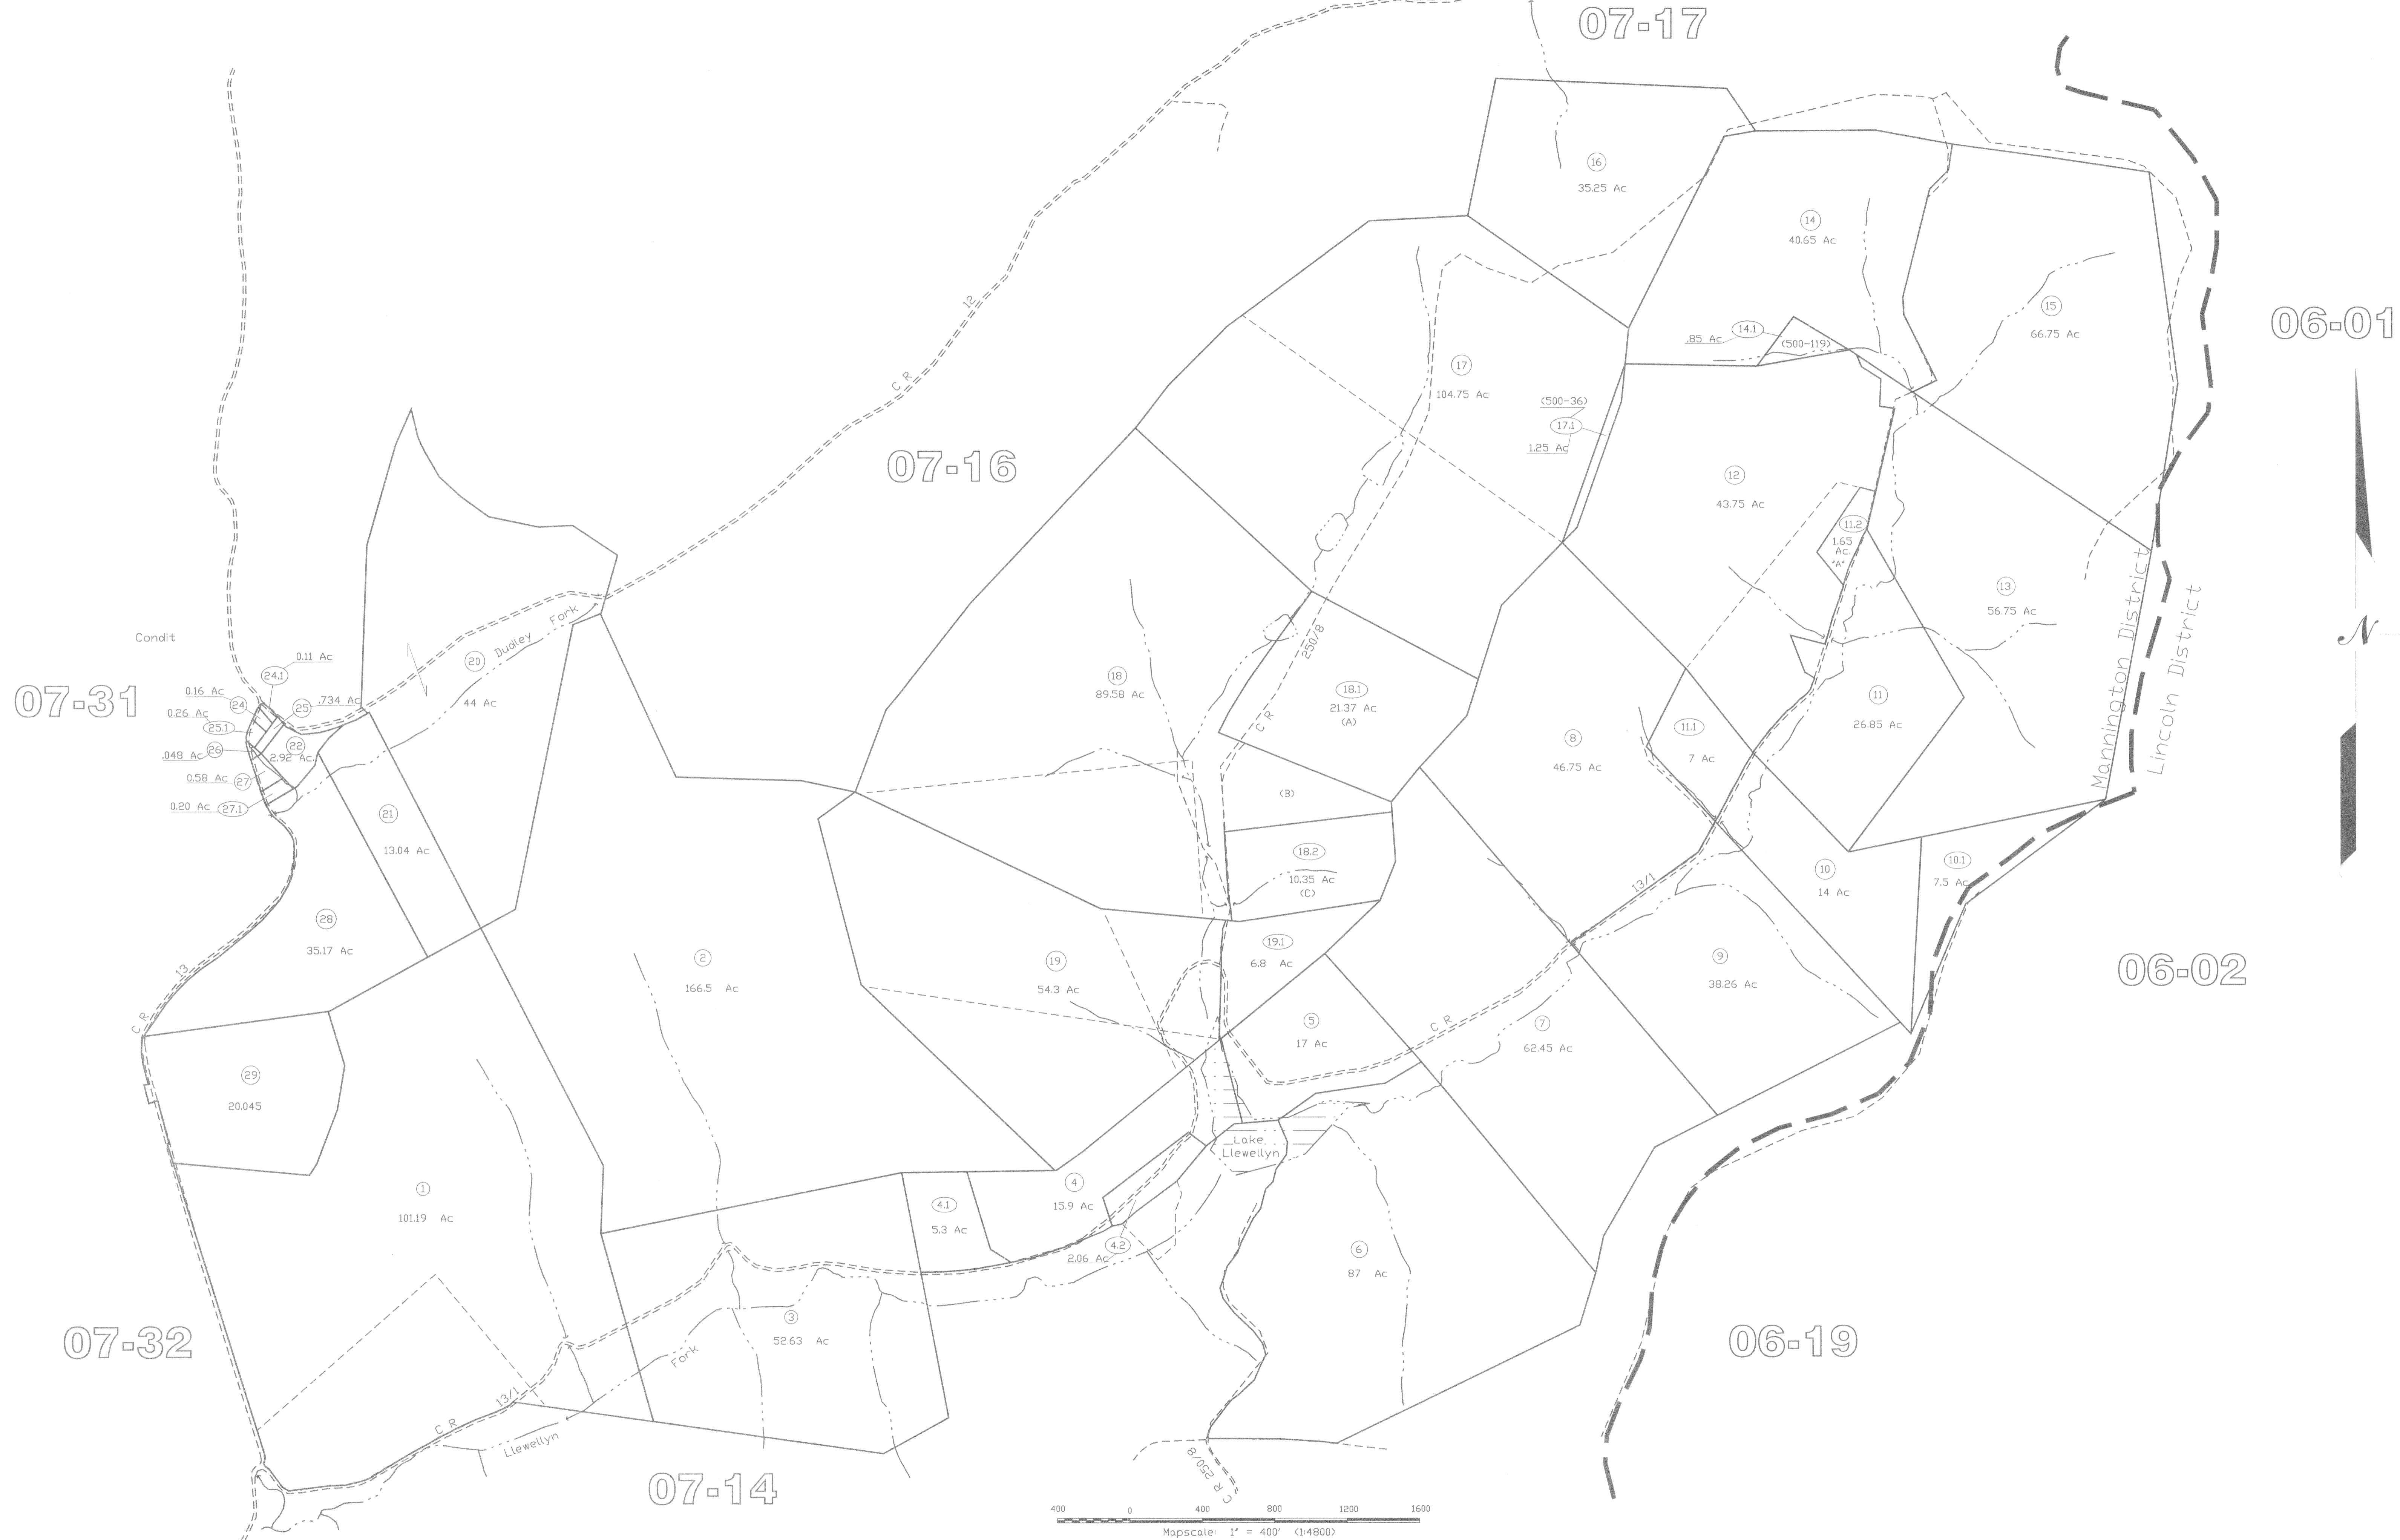 07-17
16
35.25 Ac
14
40.65 Ac
15
66.75 Ac
06-01
.85 Ac
14.1
(500-119)
12
C R
17
104.75 Ac
(500-36)
17.1
1.25 Ac
07-16
12
43.75 Ac
11.2
1.65
Ac.
"A"
13
56.75 Ac
Mannington District
Lincoln District
N
Condit
0.11 Ac
24.1
0.16 Ac
24
25
.734 Ac
0.26 Ac
25.1
07-31
22
2.92 Ac.
.048 Ac
26
0.58 Ac
27
0.20 Ac
27.1
20
Dudley Fork
44 Ac
18
89.58 Ac
250/8
C R
18.1
21.37 Ac
(A)
11
26.85 Ac
11.1
7 Ac
8
46.75 Ac
(B)
21
13.04 Ac
18.2
10.35 Ac
(C)
10
14 Ac
10.1
7.5 Ac
13/1
28
35.17 Ac
13
C R
2
166.5 Ac
19
54.3 Ac
19.1
6.8 Ac
9
38.26 Ac
06-02
5
17 Ac
C R
7
62.45 Ac
29
20.045
Lake
Llewellyn
1
101.19 Ac
4
15.9 Ac
4.1
5.3 Ac
4.2
2.06 Ac
6
87 Ac
3
52.63 Ac
07-32
06-19
Fork
13/1
C R
Llewellyn
07-14
C R 250/8
400 0 400 800 1200 1600
Mapscale: 1" = 400' (1:4800)